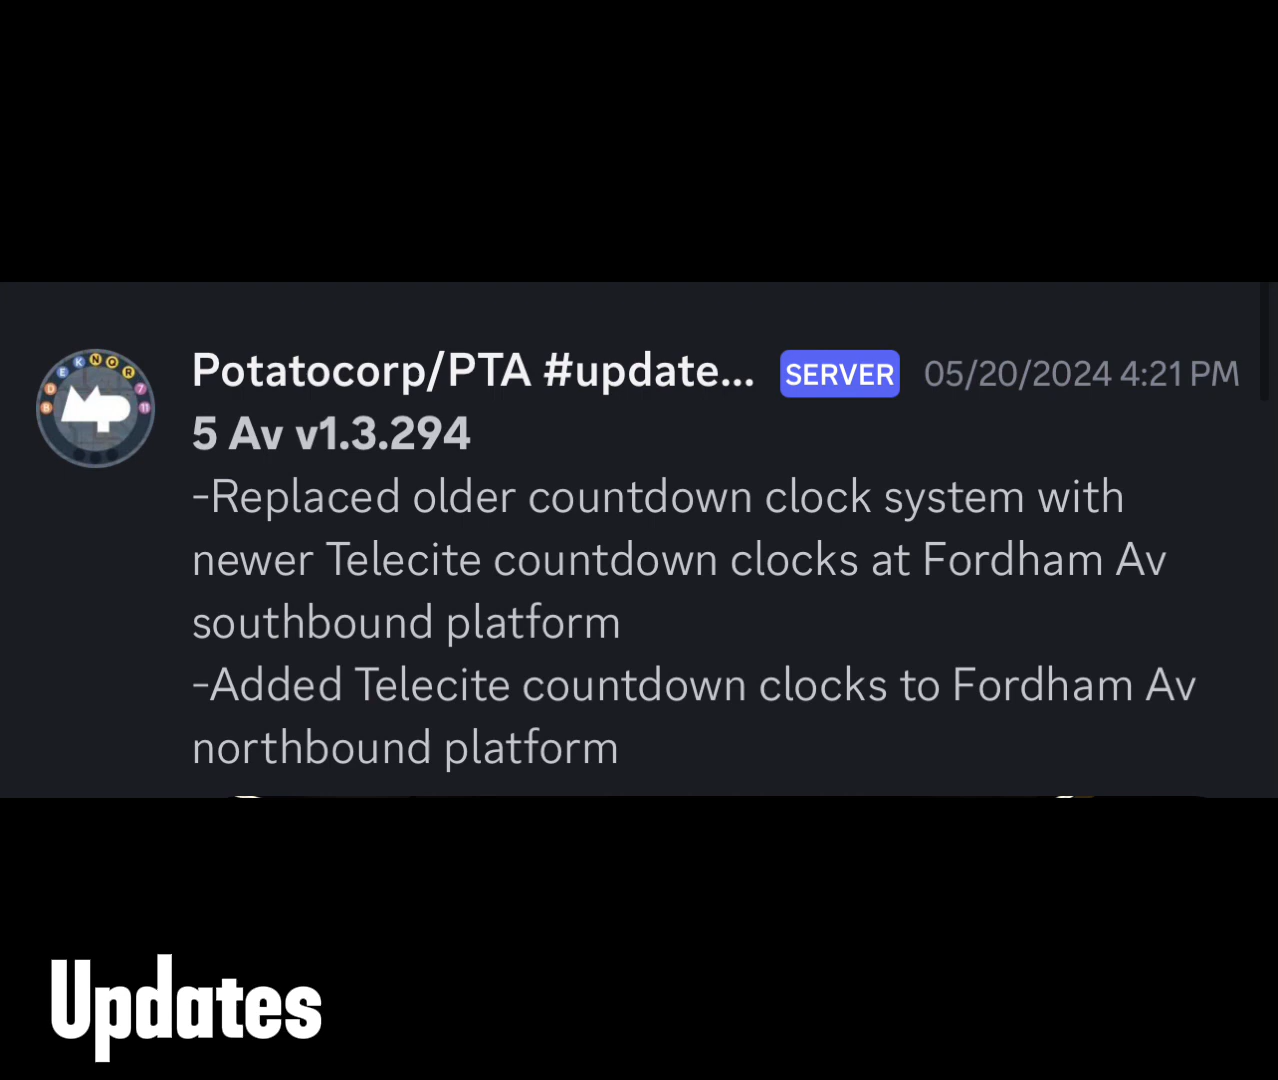 Potatocorp/PTA #update... SERVER 05/20/2024 4:21 PM
5 Av v1.3.294
-Replaced older countdown clock system with
newer Telecite countdown clocks at Fordham Av
southbound platform
-Added Telecite countdown clocks to Fordham Av
northbound platform
B D E K N Q R 7 11
Updates